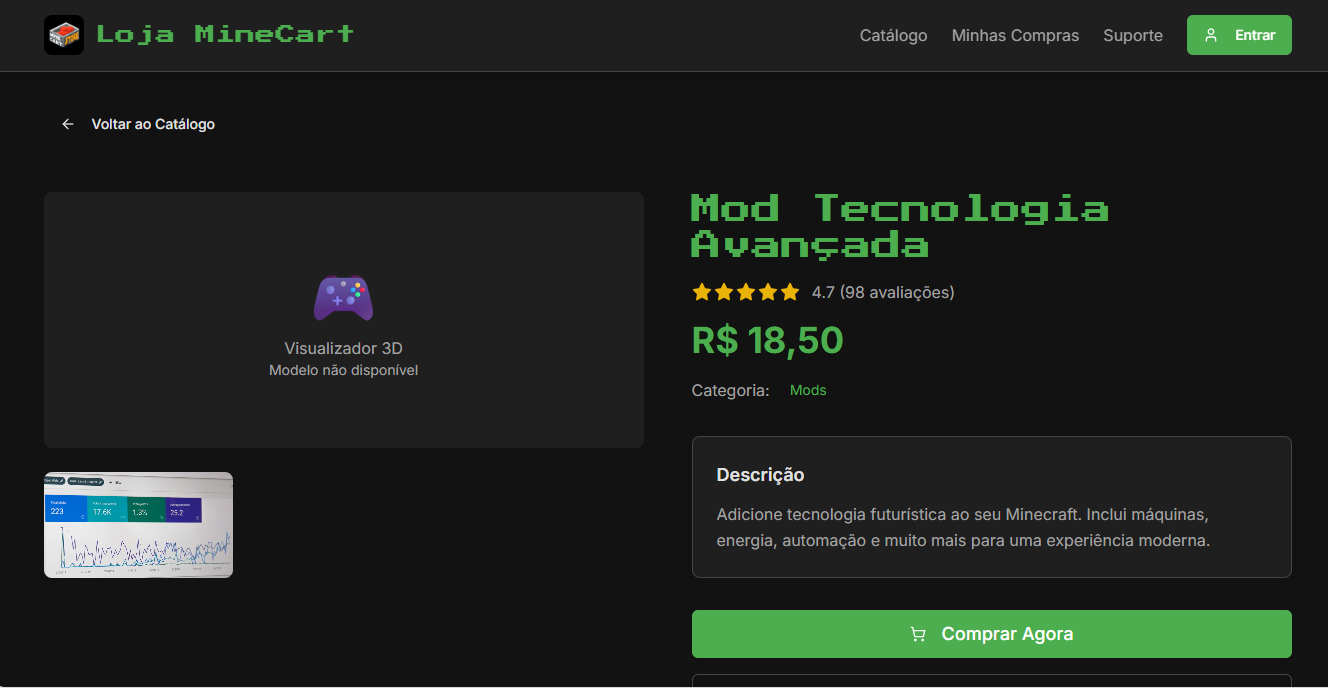 Loja MineCart
Catálogo
Minhas Compras
Suporte
Entrar
Voltar ao Catálogo
Visualizador 3D
Modelo não disponível
223
17.6K
1.3%
25.2
Mod Tecnologia
Avançada
4.7 (98 avaliações)
R$ 18,50
Categoria: Mods
Descrição
Adicione tecnologia futurística ao seu Minecraft. Inclui máquinas,
energia, automação e muito mais para uma experiência moderna.
Comprar Agora